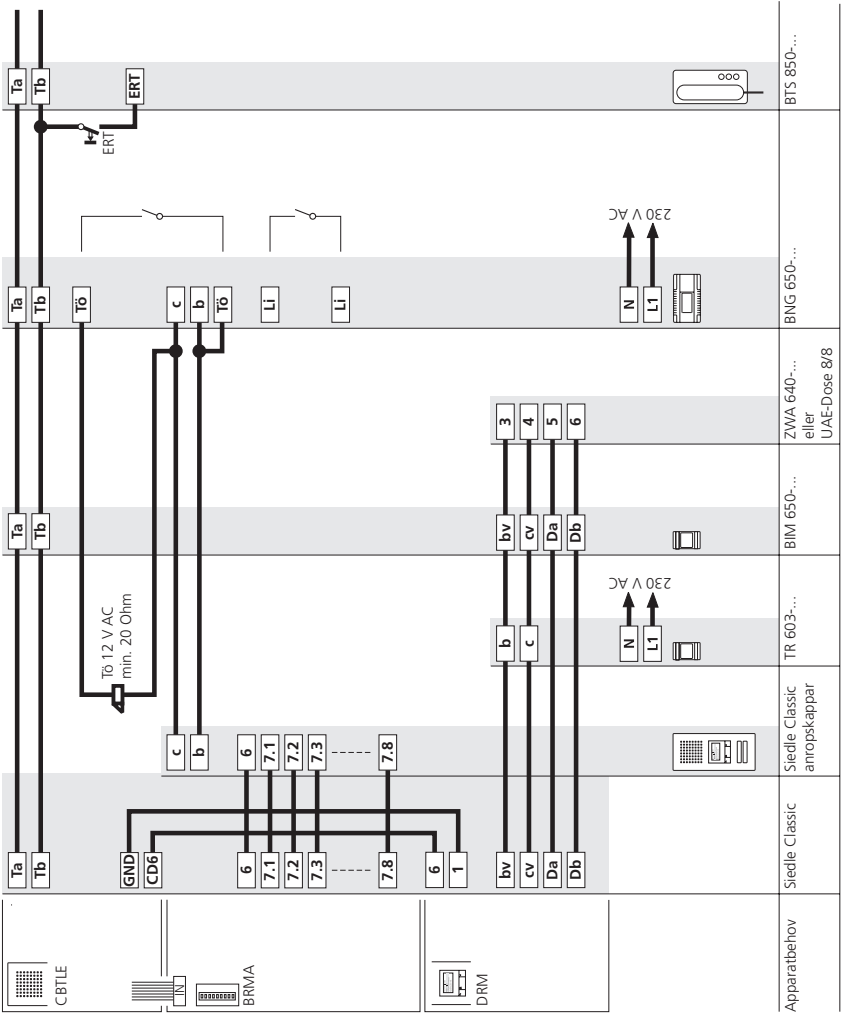 CBTLE
IN
BRMA
DRM
Apparatbehov
Ta
Tb
GND
CD6
6
7.1
7.2
7.3
7.8
6
1
bv
cv
Da
Db
Siedle Classic
c
b
6
7.1
7.2
7.3
7.8
Siedle Classic
anropskappar
Tö 12 V AC
min. 20 Ohm
b
c
N
L1
230 V AC
TR 603-...
Ta
Tb
bv
cv
Da
Db
BIM 650-...
3
4
5
6
ZWA 640-...
eller
UAE-Dose 8/8
Ta
Tb
Tö
c
b
Tö
Li
Li
N
L1
230 V AC
BNG 650-...
ERT
Ta
Tb
ERT
BTS 850-...